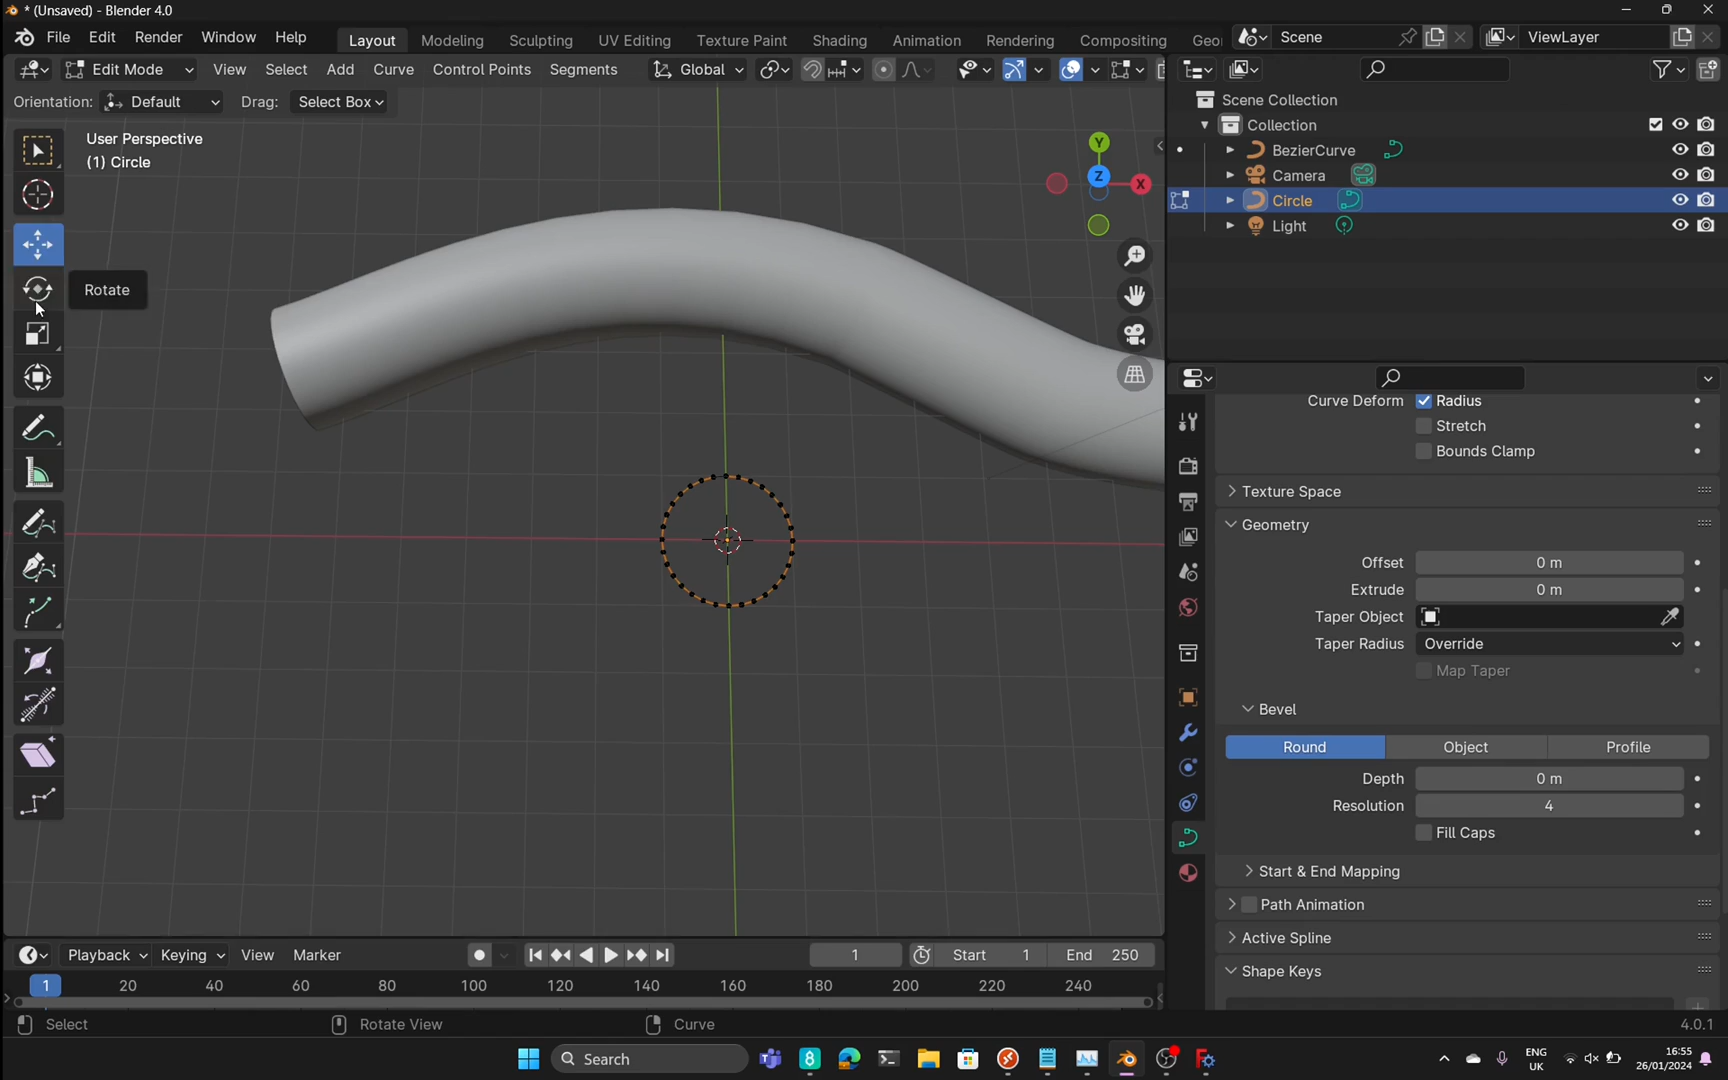 * (Unsaved) - Blender 4.0
File Edit Render Window Help
Layout Modeling Sculpting UV Editing Texture Paint Shading Animation Rendering Compositing Geo
Scene
ViewLayer
Edit Mode View Select Add Curve Control Points Segments Global
Orientation: Default Drag: Select Box
User Perspective
(1) Circle
Rotate
Y
Z
X
Scene Collection
Collection
BezierCurve
Camera
Circle
Light
Curve Deform Radius
Stretch
Bounds Clamp
Texture Space
Geometry
Offset 0 m
Extrude 0 m
Taper Object
Taper Radius Override
Map Taper
Bevel
Round Object Profile
Depth 0 m
Resolution 4
Fill Caps
Start & End Mapping
Path Animation
Active Spline
Shape Keys
Playback Keying View Marker 1 Start 1 End 250
1 20 40 60 80 100 120 140 160 180 200 220 240
Select Rotate View Curve 4.0.1
Search
ENG
UK
16:55
26/01/2024